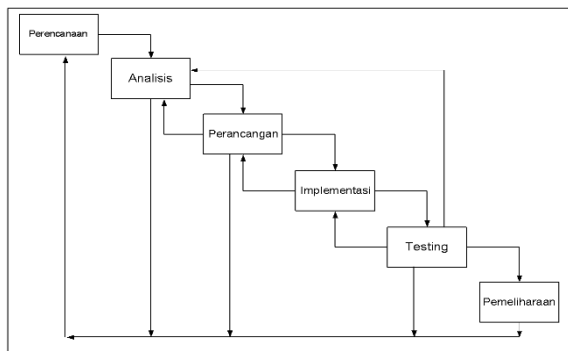 Perencanaan
Analisis
Perancangan
Implementasi
Testing
Pemeliharaan